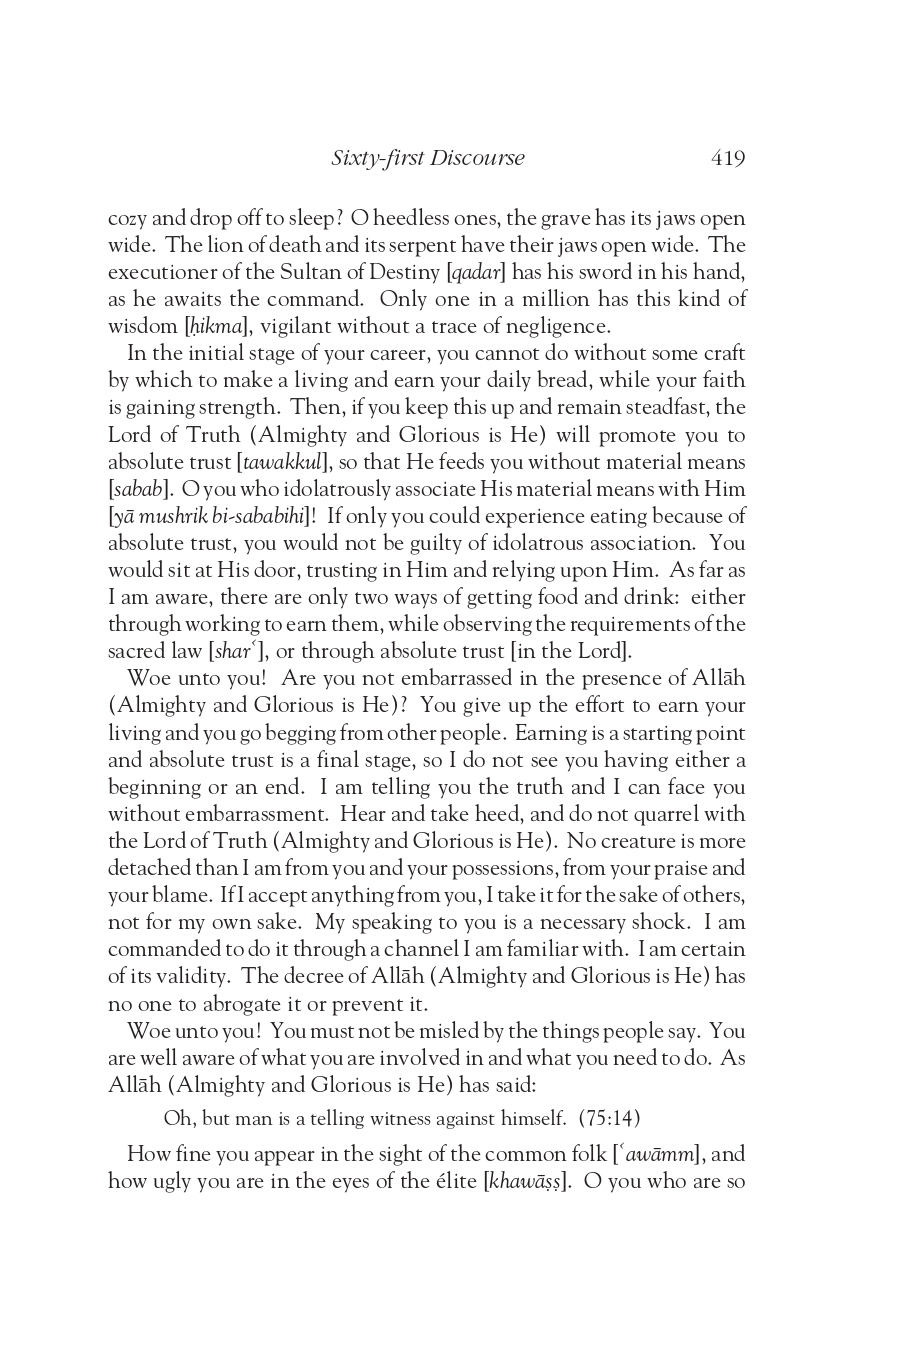 Sixty-first Discourse 419
cozy and drop off to sleep? O heedless ones, the grave has its jaws open
wide. The lion of death and its serpent have their jaws open wide. The
executioner of the Sultan of Destiny [qadar] has his sword in his hand,
as he awaits the command. Only one in a million has this kind of
wisdom [ḥikma], vigilant without a trace of negligence.
In the initial stage of your career, you cannot do without some craft
by which to make a living and earn your daily bread, while your faith
is gaining strength. Then, if you keep this up and remain steadfast, the
Lord of Truth (Almighty and Glorious is He) will promote you to
absolute trust [tawakkul], so that He feeds you without material means
[sabab]. O you who idolatrously associate His material means with Him
[yā mushrik bi-sababihi]! If only you could experience eating because of
absolute trust, you would not be guilty of idolatrous association. You
would sit at His door, trusting in Him and relying upon Him. As far as
I am aware, there are only two ways of getting food and drink: either
through working to earn them, while observing the requirements of the
sacred law [sharʿ], or through absolute trust [in the Lord].
Woe unto you! Are you not embarrassed in the presence of Allāh
(Almighty and Glorious is He)? You give up the effort to earn your
living and you go begging from other people. Earning is a starting point
and absolute trust is a final stage, so I do not see you having either a
beginning or an end. I am telling you the truth and I can face you
without embarrassment. Hear and take heed, and do not quarrel with
the Lord of Truth (Almighty and Glorious is He). No creature is more
detached than I am from you and your possessions, from your praise and
your blame. If I accept anything from you, I take it for the sake of others,
not for my own sake. My speaking to you is a necessary shock. I am
commanded to do it through a channel I am familiar with. I am certain
of its validity. The decree of Allāh (Almighty and Glorious is He) has
no one to abrogate it or prevent it.
Woe unto you! You must not be misled by the things people say. You
are well aware of what you are involved in and what you need to do. As
Allāh (Almighty and Glorious is He) has said:
Oh, but man is a telling witness against himself. (75:14)
How fine you appear in the sight of the common folk [ʿawāmm], and
how ugly you are in the eyes of the élite [khawāṣṣ]. O you who are so